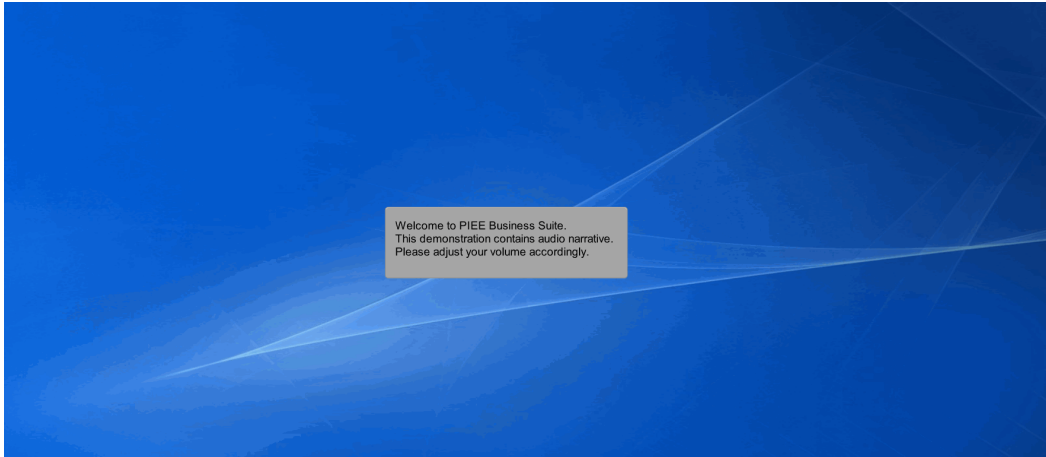 Welcome to PIEE Business Suite.
This demonstration contains audio narrative.
Please adjust your volume accordingly.